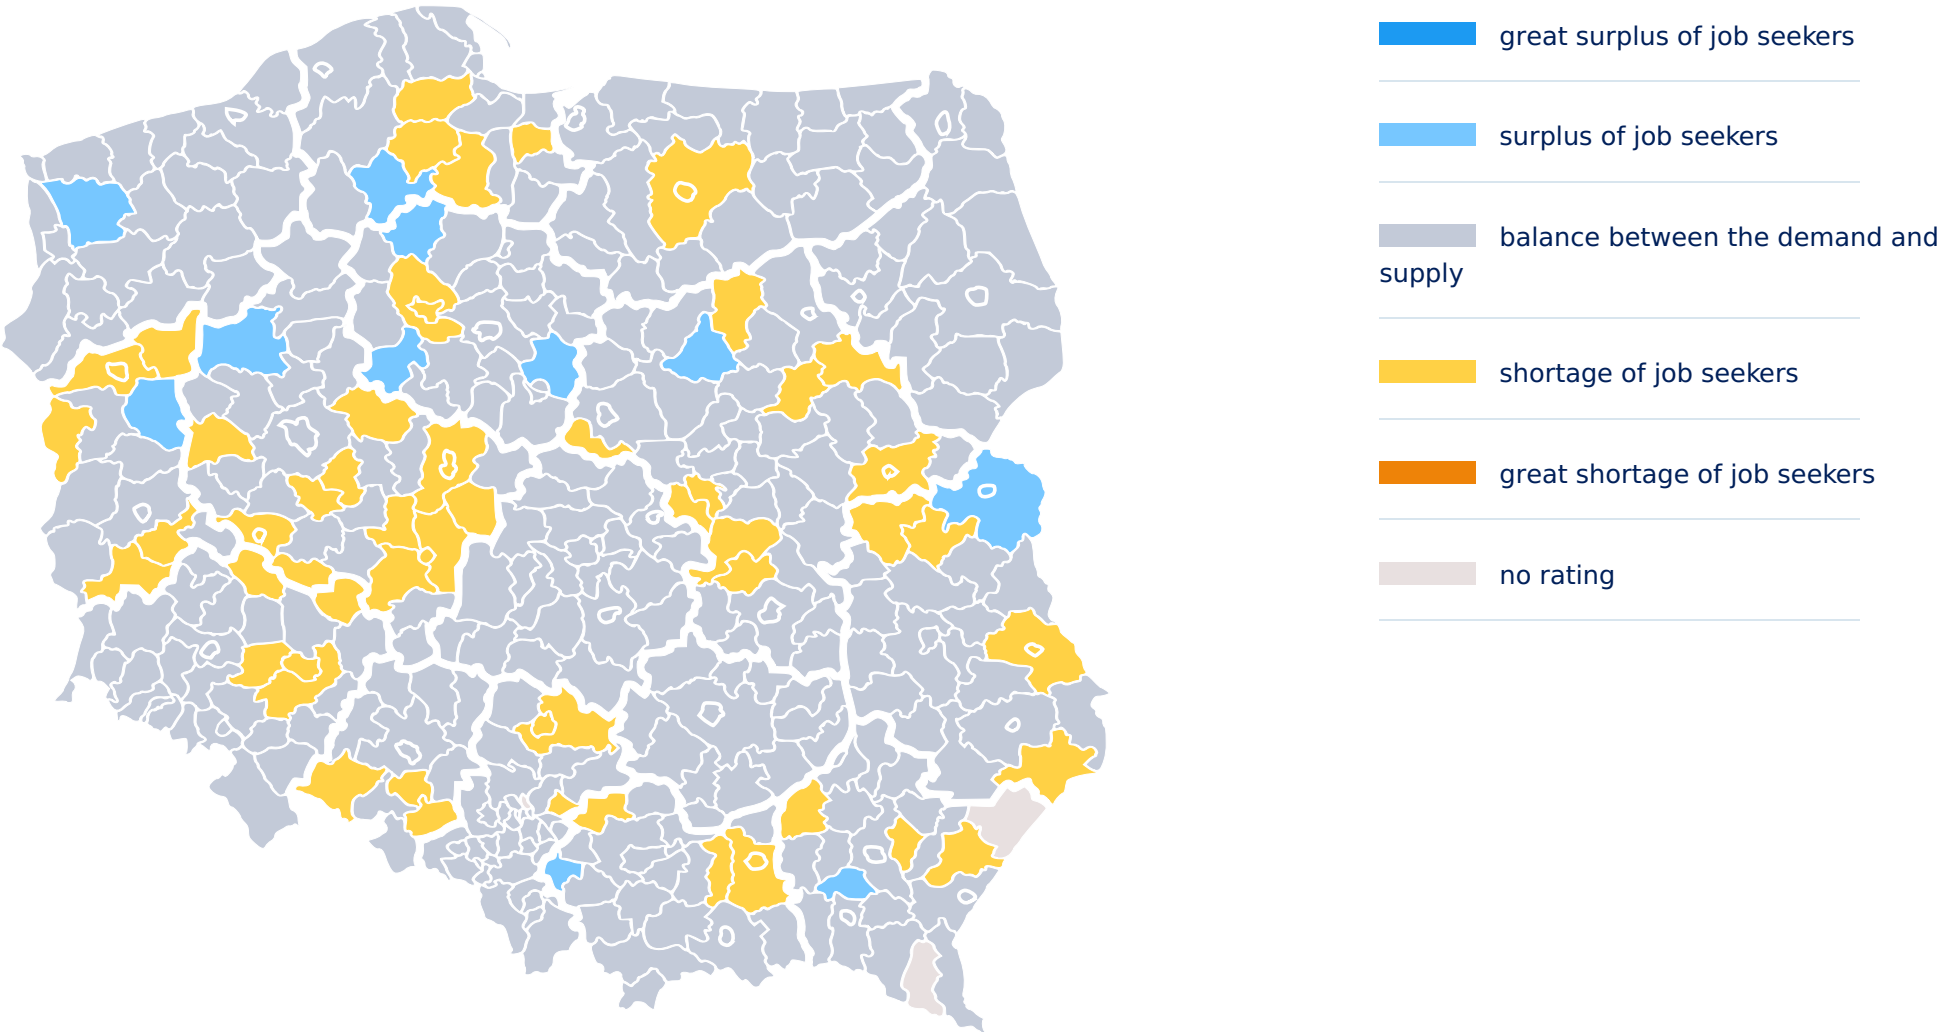 great surplus of job seekers
surplus of job seekers
balance between the demand and
supply
shortage of job seekers
great shortage of job seekers
no rating